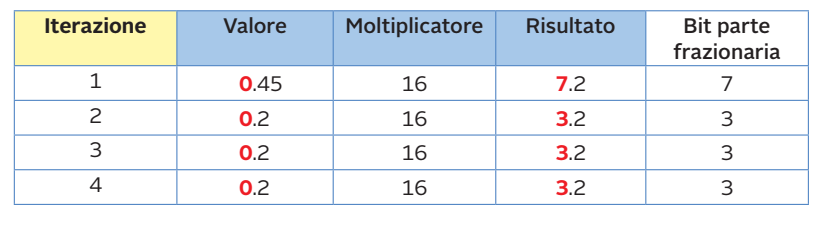 Iterazione Valore Moltiplicatore Risultato Bit parte
frazionaria
1 0.45 16 7.2 7
2 0.2 16 3.2 3
3 0.2 16 3.2 3
4 0.2 16 3.2 3